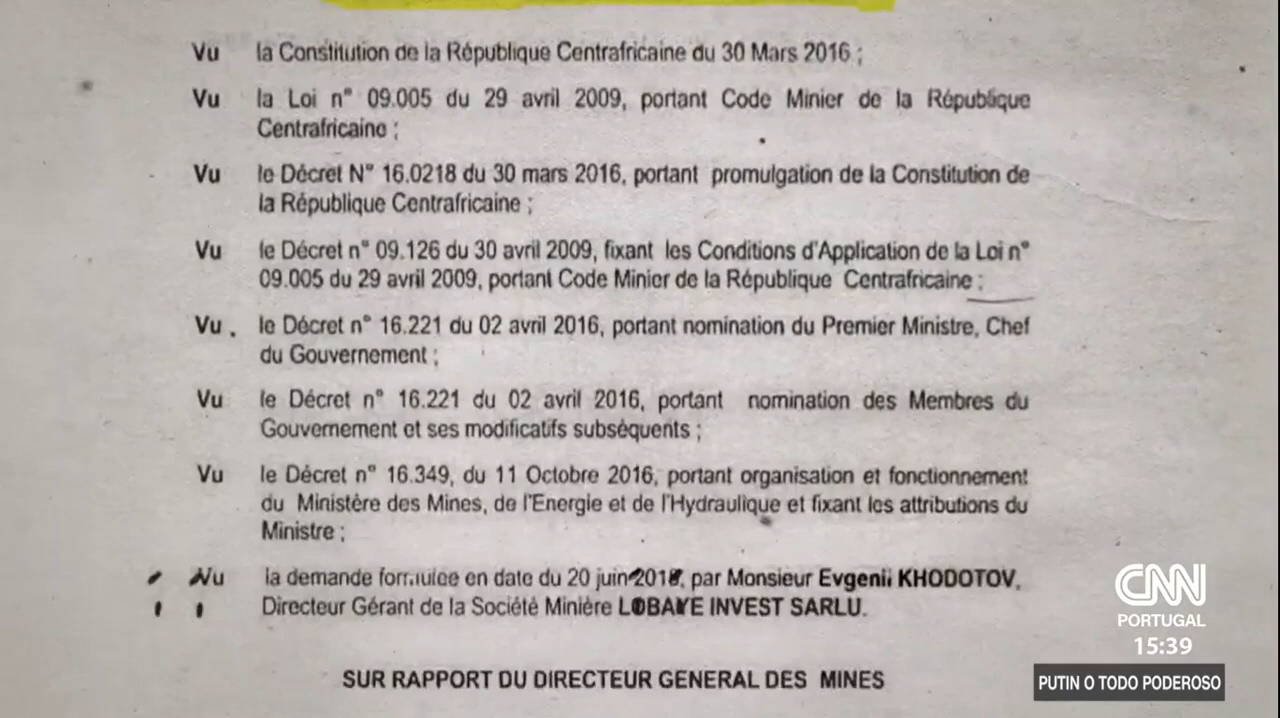 Vu la Constitution de la République Centrafricaine du 30 Mars 2016 ;
Vu la Loi n° 09.005 du 29 avril 2009, portant Code Minier de la République
Centrafricaine ;
Vu le Décret N° 16.0218 du 30 mars 2016, portant promulgation de la Constitution de
la République Centrafricaine ;
Vu le Décret n° 09.126 du 30 avril 2009, fixant les Conditions d'Application de la Loi n°
09.005 du 29 avril 2009, portant Code Minier de la République Centrafricaine ;
Vu . le Décret n° 16.221 du 02 avril 2016, portant nomination du Premier Ministre, Chef
du Gouvernement ;
Vu le Décret n° 16.221 du 02 avril 2016, portant nomination des Membres du
Gouvernement et ses modificatifs subséquents ;
Vu le Décret n° 16.349, du 11 Octobre 2016, portant organisation et fonctionnement
du Ministère des Mines, de l'Energie et de l'Hydraulique et fixant les attributions du
Ministre ;
Vu la demande formulée en date du 20 juin 2018, par Monsieur Evgenii KHODOTOV,
Directeur Gérant de la Société Minière LOBAYE INVEST SARLU.
SUR RAPPORT DU DIRECTEUR GENERAL DES MINES
CNN
PORTUGAL
15:39
PUTIN O TODO PODEROSO